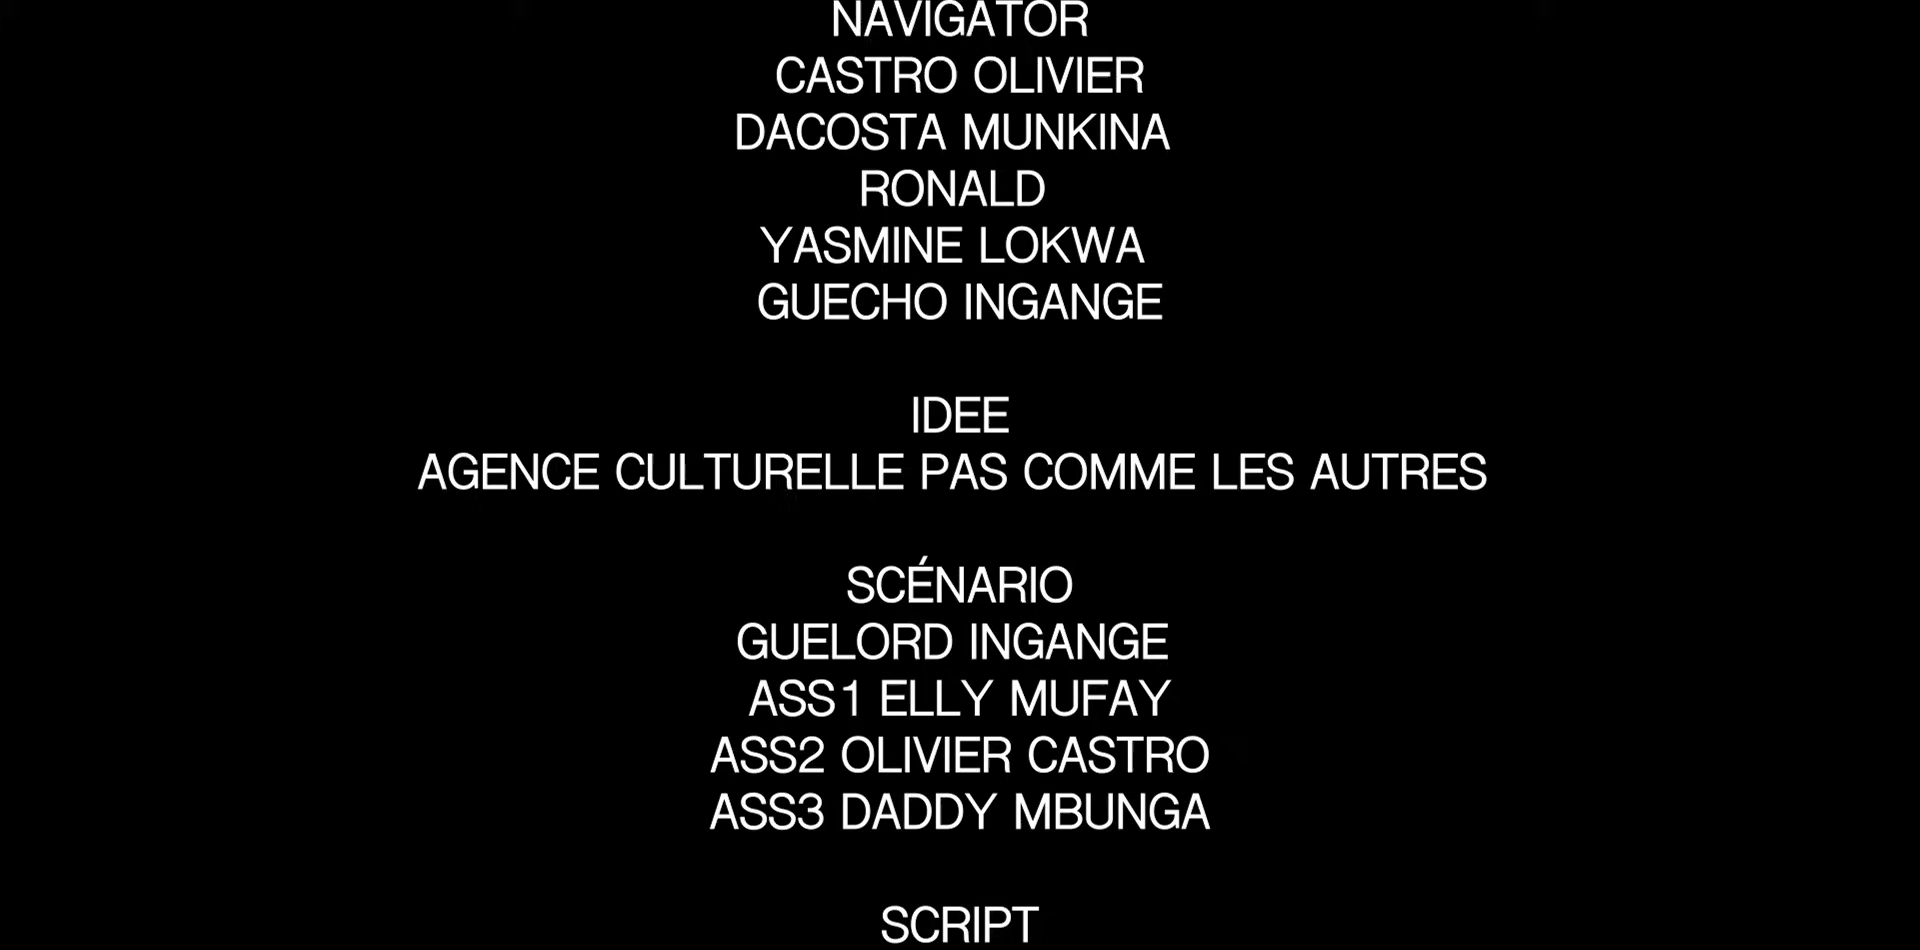 NAVIGATOR
CASTRO OLIVIER
DACOSTA MUNKINA
RONALD
YASMINE LOKWA
GUECHO INGANGE
IDEE
AGENCE CULTURELLE PAS COMME LES AUTRES
SCÉNARIO
GUELORD INGANGE
ASS1 ELLY MUFAY
ASS2 OLIVIER CASTRO
ASS3 DADDY MBUNGA
SCRIPT